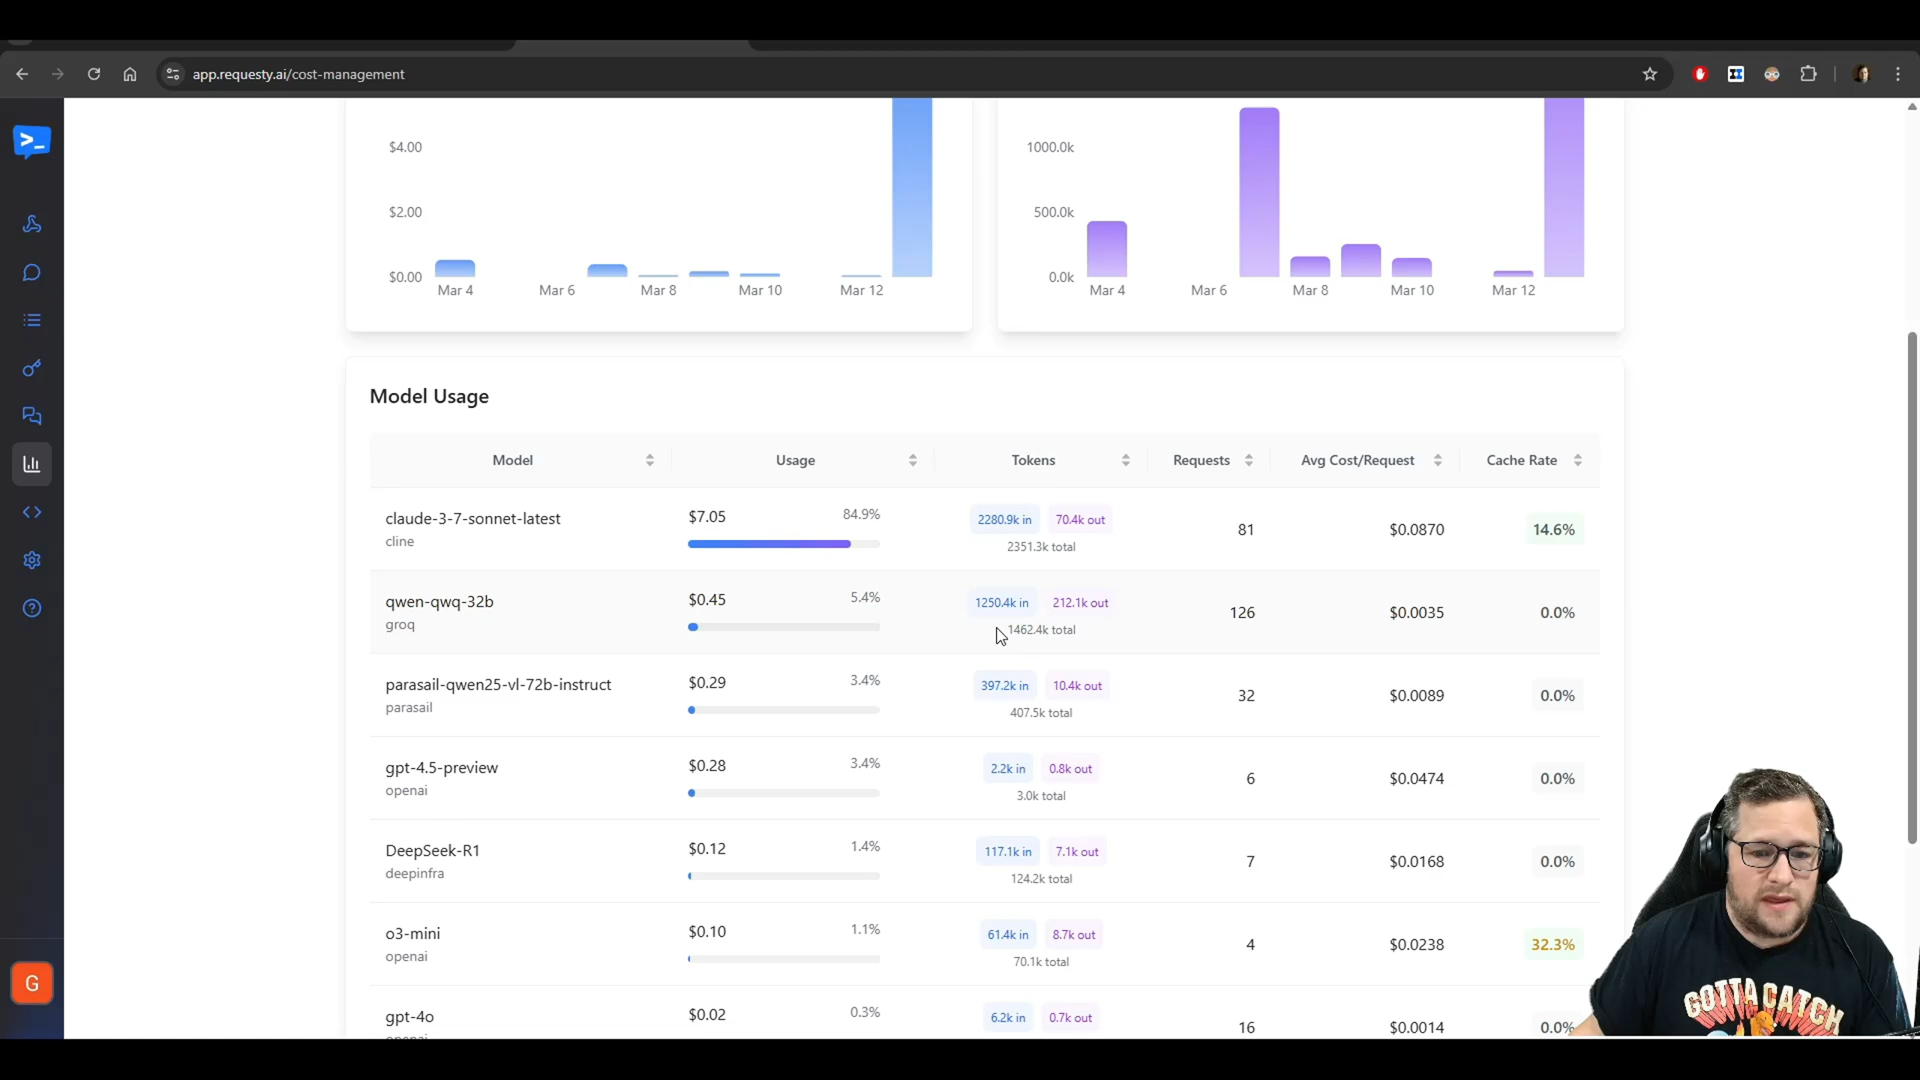 app.requesty.ai/cost-management
$4.00
$2.00
$0.00
Mar 4
Mar 6
Mar 8
Mar 10
Mar 12
1000.0k
500.0k
0.0k
Mar 4
Mar 6
Mar 8
Mar 10
Mar 12
Model Usage
Model Usage Tokens Requests Avg Cost/Request Cache Rate
claude-3-7-sonnet-latest
cline
$7.05 84.9%
2280.9k in 70.4k out
2351.3k total
81
$0.0870
14.6%
qwen-qwq-32b
groq
$0.45 5.4%
1250.4k in 212.1k out
1462.4k total
126
$0.0035
0.0%
parasail-qwen25-vl-72b-instruct
parasail
$0.29 3.4%
397.2k in 10.4k out
407.5k total
32
$0.0089
0.0%
gpt-4.5-preview
openai
$0.28 3.4%
2.2k in 0.8k out
3.0k total
6
$0.0474
0.0%
DeepSeek-R1
deepinfra
$0.12 1.4%
117.1k in 7.1k out
124.2k total
7
$0.0168
0.0%
o3-mini
openai
$0.10 1.1%
61.4k in 8.7k out
70.1k total
4
$0.0238
32.3%
gpt-4o
openai
$0.02 0.3%
6.2k in 0.7k out
16
$0.0014
0.0%
G
GOTTA CATCH